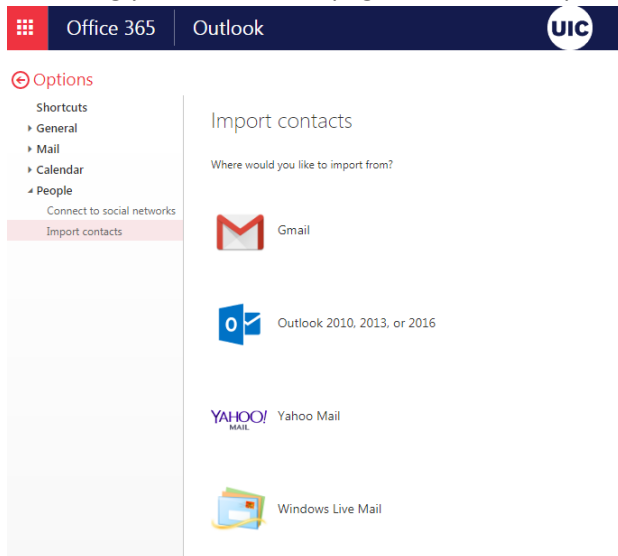 Office 365
Outlook
UIC
Options
Shortcuts
General
Mail
Calendar
People
Connect to social networks
Import contacts
Import contacts
Where would you like to import from?
Gmail
Outlook 2010, 2013, or 2016
YAHOO!
MAIL
Yahoo Mail
Windows Live Mail